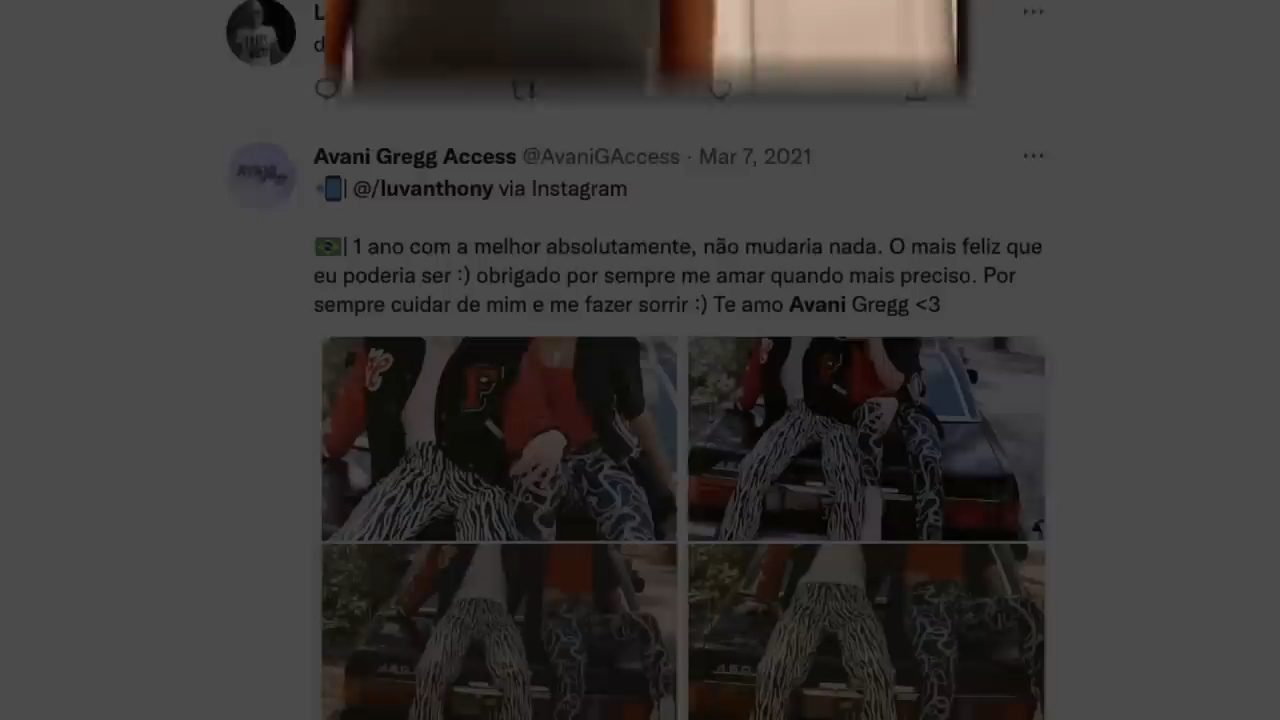 L
d
Avani Gregg Access @AvaniGAccess · Mar 7, 2021
📲| @/luvanthony via Instagram
🇧🇷| 1 ano com a melhor absolutamente, não mudaria nada. O mais feliz que
eu poderia ser :) obrigado por sempre me amar quando mais preciso. Por
sempre cuidar de mim e me fazer sorrir :) Te amo Avani Gregg <3
P